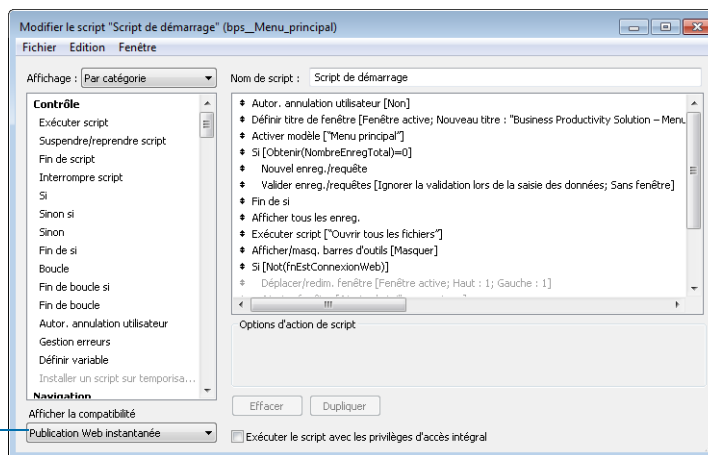 Modifier le script "Script de démarrage" (bps__Menu_principal)
Fichier Edition Fenêtre
Affichage : Par catégorie
Nom de script : Script de démarrage
Contrôle
Exécuter script
Suspendre/reprendre script
Fin de script
Interrompre script
Si
Sinon si
Sinon
Fin de si
Boucle
Fin de boucle si
Fin de boucle
Autor. annulation utilisateur
Gestion erreurs
Définir variable
Installer un script sur temporisa...
Navigation
Afficher la compatibilité
Publication Web instantanée
Autor. annulation utilisateur [Non]
Définir titre de fenêtre [Fenêtre active; Nouveau titre : "Business Productivity Solution – Menu
Activer modèle ["Menu principal"]
Si [Obtenir(NombreEnregTotal)=0]
Nouvel enreg./requête
Valider enreg./requêtes [Ignorer la validation lors de la saisie des données; Sans fenêtre]
Fin de si
Afficher tous les enreg.
Exécuter script ["Ouvrir tous les fichiers"]
Afficher/masq. barres d'outils [Masquer]
Si [Not(fnEstConnexionWeb)]
Déplacer/redim. fenêtre [Fenêtre active; Haut : 1; Gauche : 1]
Options d'action de script
Effacer Dupliquer
Exécuter le script avec les privilèges d'accès intégral